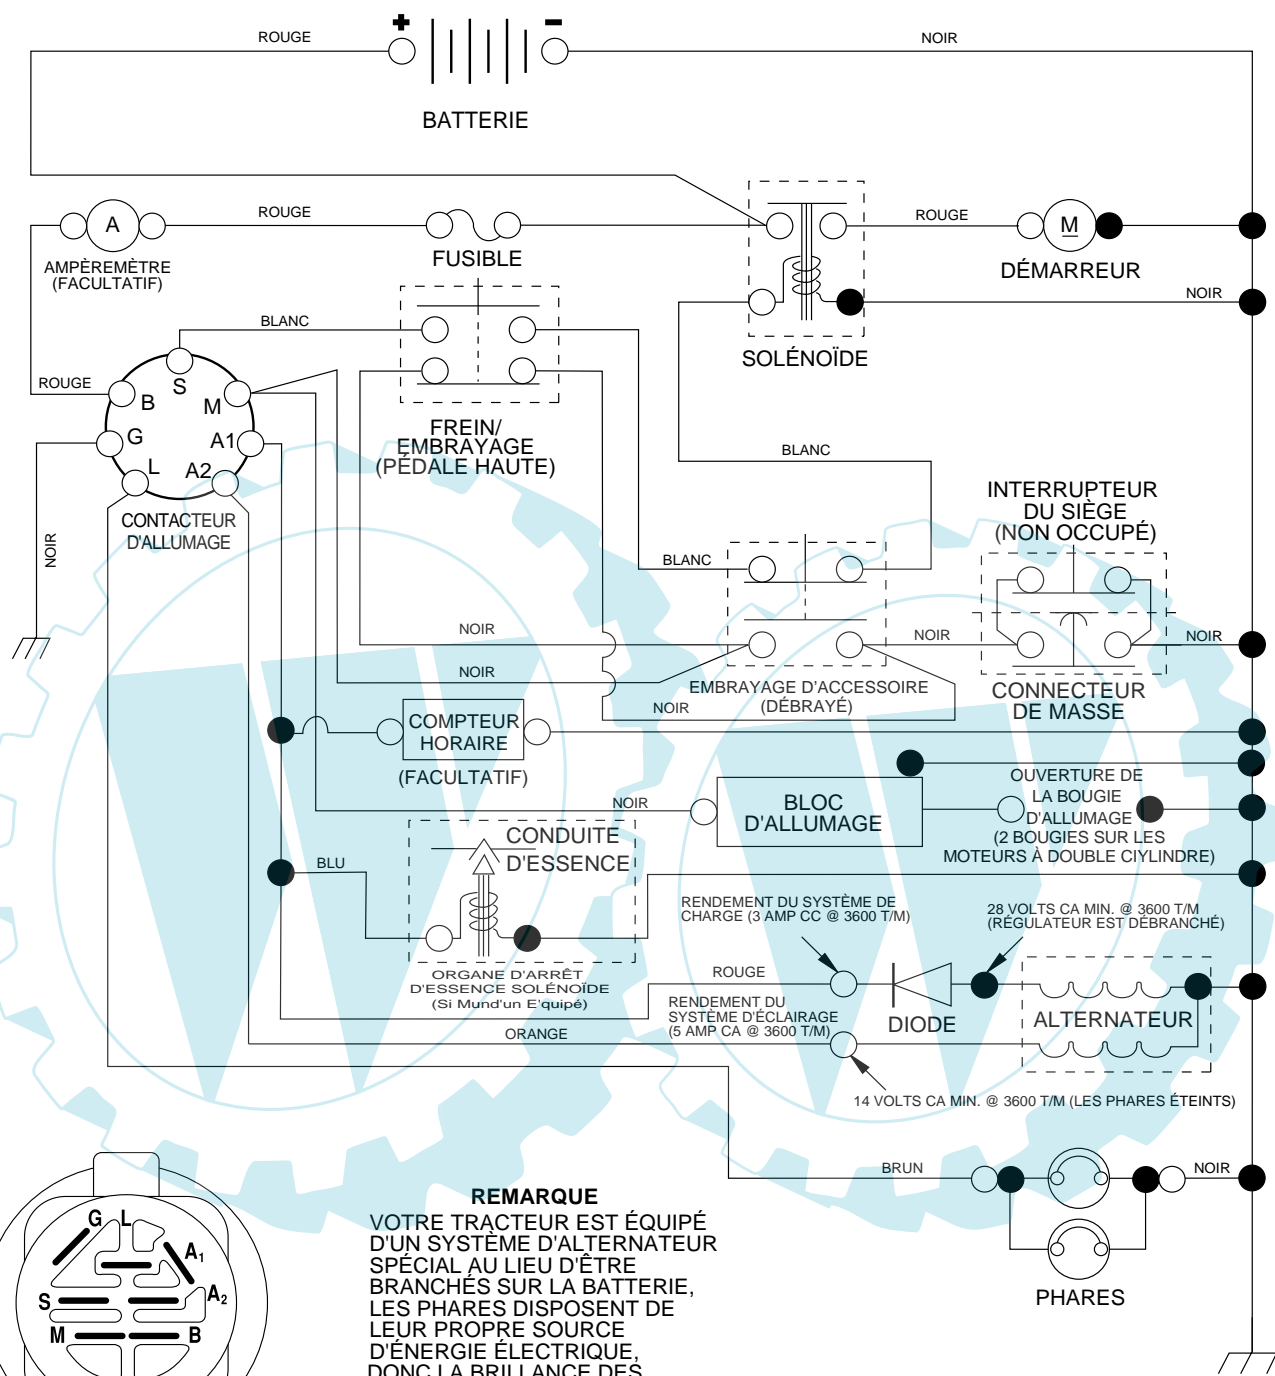 ROUGE
NOIR
BATTERIE
ROUGE
A
AMPÈREMÈTRE
(FACULTATIF)
FUSIBLE
ROUGE
M
DÉMARREUR
NOIR
SOLÉNOÏDE
BLANC
ROUGE
S
B
M
G
A1
L
A2
CONTACTEUR
D'ALLUMAGE
NOIR
FREIN/
EMBRAYAGE
(PÉDALE HAUTE)
BLANC
INTERRUPTEUR
DU SIÈGE
(NON OCCUPÉ)
BLANC
NOIR
NOIR
NOIR
NOIR
EMBRAYAGE D'ACCESSOIRE
(DÉBRAYÉ)
NOIR
CONNECTEUR
DE MASSE
COMPTEUR
HORAIRE
(FACULTATIF)
NOIR
BLOC
D'ALLUMAGE
OUVERTURE DE
LA BOUGIE
D'ALLUMAGE
(2 BOUGIES SUR LES
MOTEURS À DOUBLE CIYLINDRE)
BLU
CONDUITE
D'ESSENCE
ORGANE D'ARRÊT
D'ESSENCE SOLÉNOÏDE
(Si Mund'un E'quipé)
RENDEMENT DU SYSTÈME DE
CHARGE (3 AMP CC @ 3600 T/M)
28 VOLTS CA MIN. @ 3600 T/M
(RÉGULATEUR EST DÉBRANCHÉ)
ROUGE
RENDEMENT DU
SYSTÈME D'ÉCLAIRAGE
(5 AMP CA @ 3600 T/M)
DIODE
ALTERNATEUR
ORANGE
14 VOLTS CA MIN. @ 3600 T/M (LES PHARES ÉTEINTS)
BRUN
NOIR
PHARES
G L
A1
S
A2
M
B
REMARQUE
VOTRE TRACTEUR EST ÉQUIPÉ
D'UN SYSTÈME D'ALTERNATEUR
SPÉCIAL AU LIEU D'ÊTRE
BRANCHÉS SUR LA BATTERIE,
LES PHARES DISPOSENT DE
LEUR PROPRE SOURCE
D'ÉNERGIE ÉLECTRIQUE,
DONC LA BRILLANCE DES